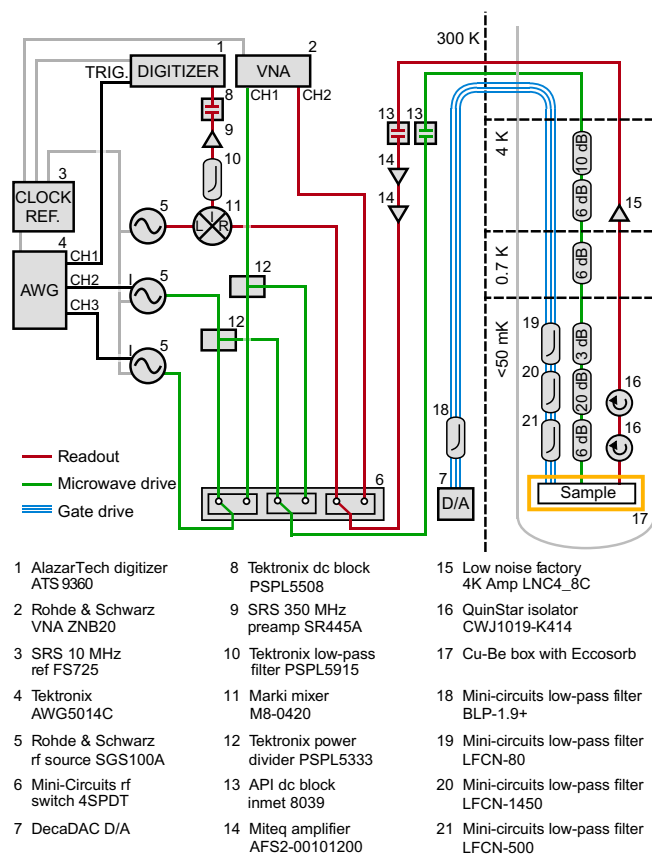 1
2
300 K
TRIG.
DIGITIZER
VNA
CH1
CH2
8
13
13
9
10 dB
4 K
10
14
3
6 dB
15
CLOCK
REF.
5
11
L
I
R
14
4
CH1
0.7 K
6 dB
AWG
CH2
I
5
12
CH3
12
19
I
5
<50 mK
3 dB
20
20 dB
16
18
21
6 dB
16
Readout
Microwave drive
Gate drive
6
7
D/A
Sample
17
1 AlazarTech digitizer
ATS 9360
2 Rohde & Schwarz
VNA ZNB20
3 SRS 10 MHz
ref FS725
4 Tektronix
AWG5014C
5 Rohde & Schwarz
rf source SGS100A
6 Mini-Circuits rf
switch 4SPDT
7 DecaDAC D/A
8 Tektronix dc block
PSPL5508
9 SRS 350 MHz
preamp SR445A
10 Tektronix low-pass
filter PSPL5915
11 Marki mixer
M8-0420
12 Tektronix power
divider PSPL5333
13 API dc block
inmet 8039
14 Miteq amplifier
AFS2-00101200
15 Low noise factory
4K Amp LNC4_8C
16 QuinStar isolator
CWJ1019-K414
17 Cu-Be box with Eccosorb
18 Mini-circuits low-pass filter
BLP-1.9+
19 Mini-circuits low-pass filter
LFCN-80
20 Mini-circuits low-pass filter
LFCN-1450
21 Mini-circuits low-pass filter
LFCN-500